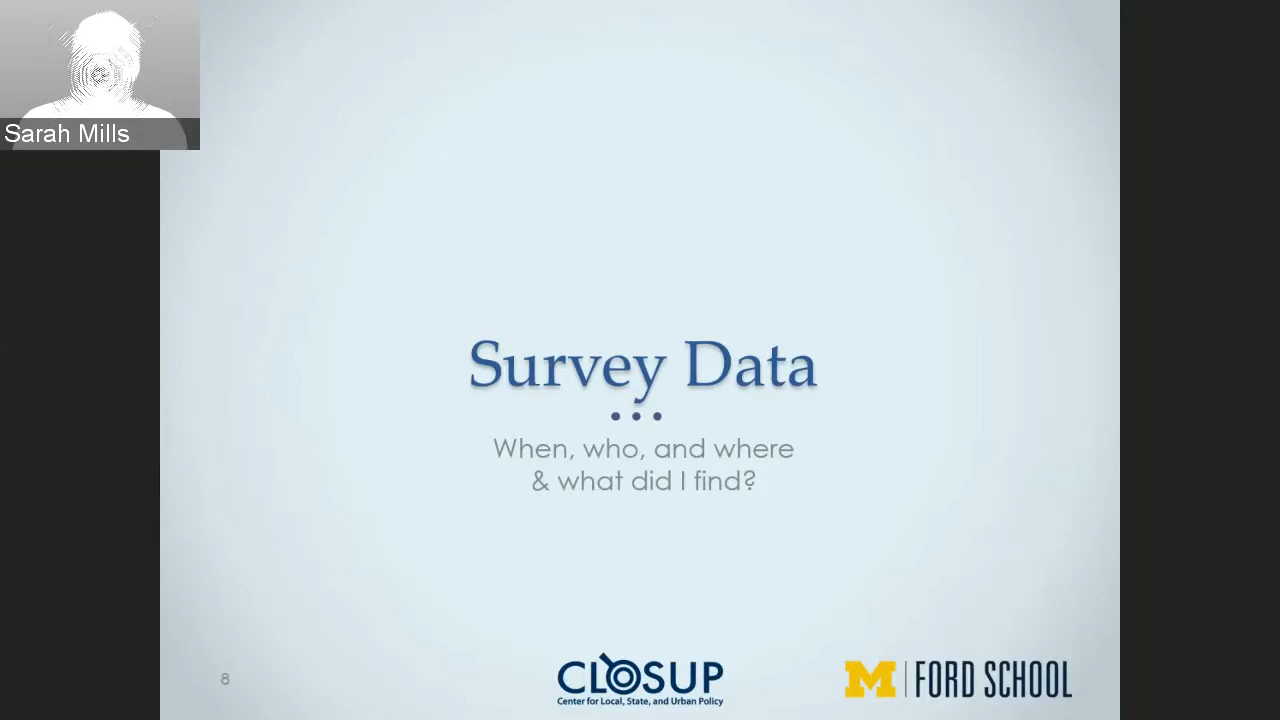 Sarah Mills
Survey Data
When, who, and where
& what did I find?
8
CLOSUP
Center for Local, State, and Urban Policy
M FORD SCHOOL